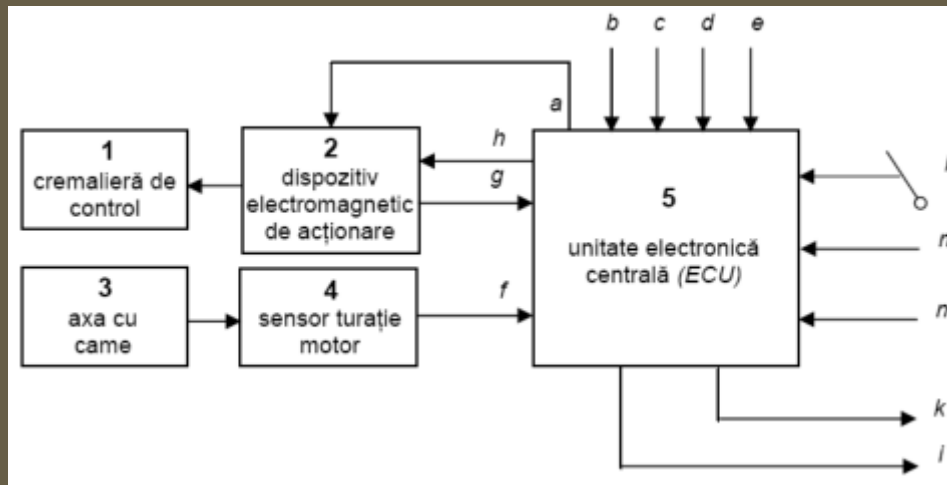 b c d e
a
1
cremalieră de
control
2
dispozitiv
electromagnetic
de acționare
h
g
5
unitate electronică
centrală (ECU)
3
axa cu
came
4
sensor turație
motor
f
n
k
i